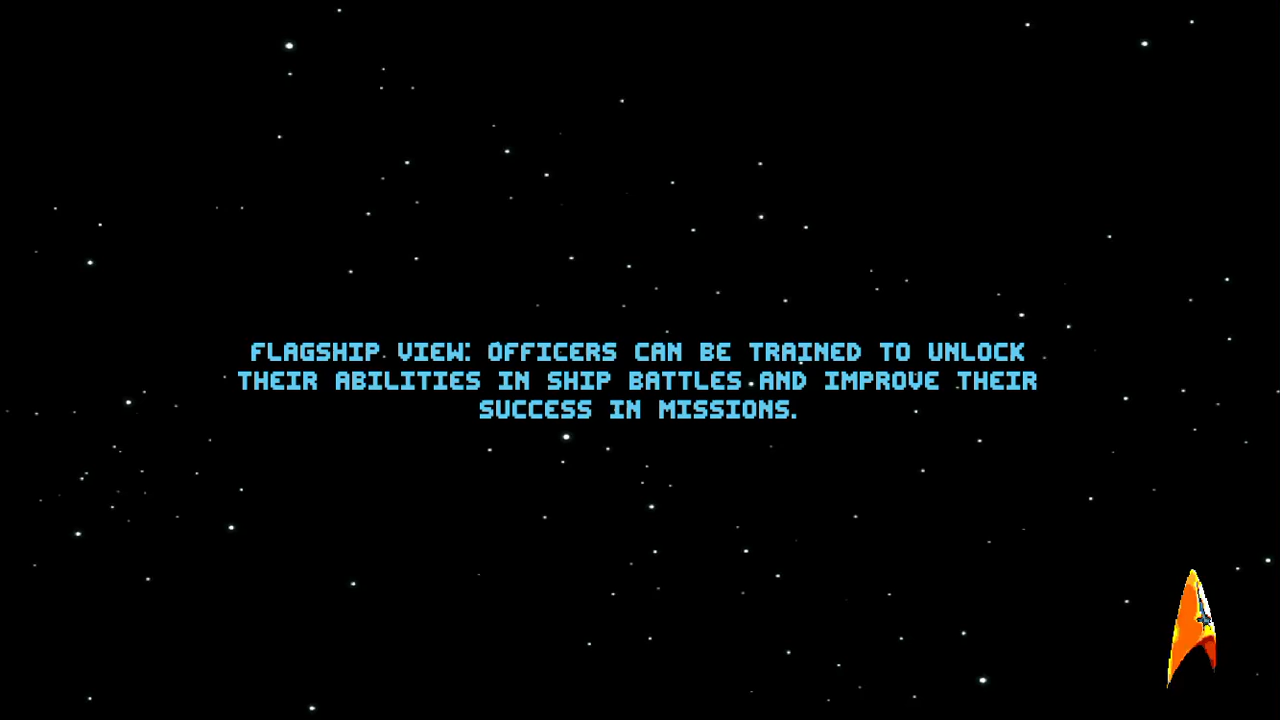 FLAGSHIP VIEW: OFFICERS CAN BE TRAINED TO UNLOCK
THEIR ABILITIES IN SHIP BATTLES AND IMPROVE THEIR
SUCCESS IN MISSIONS.